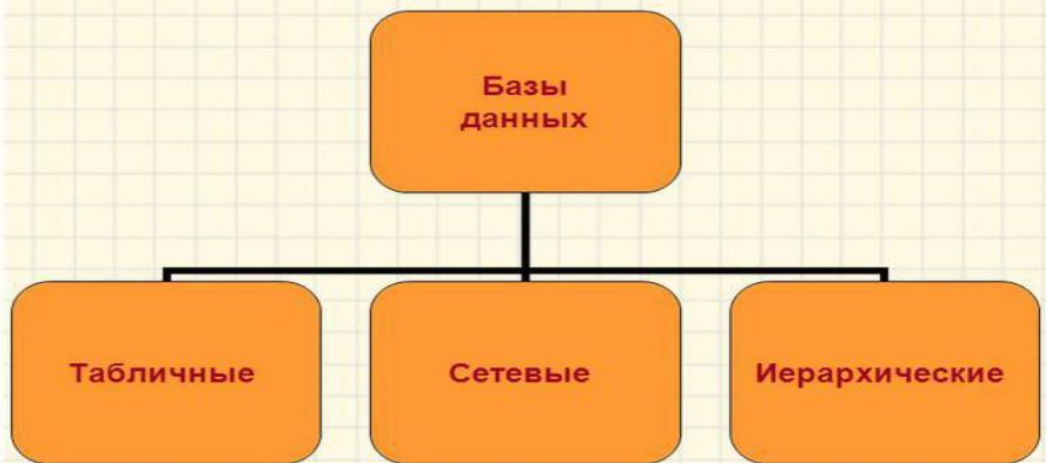 Базы
данных
Табличные
Сетевые
Иерархические